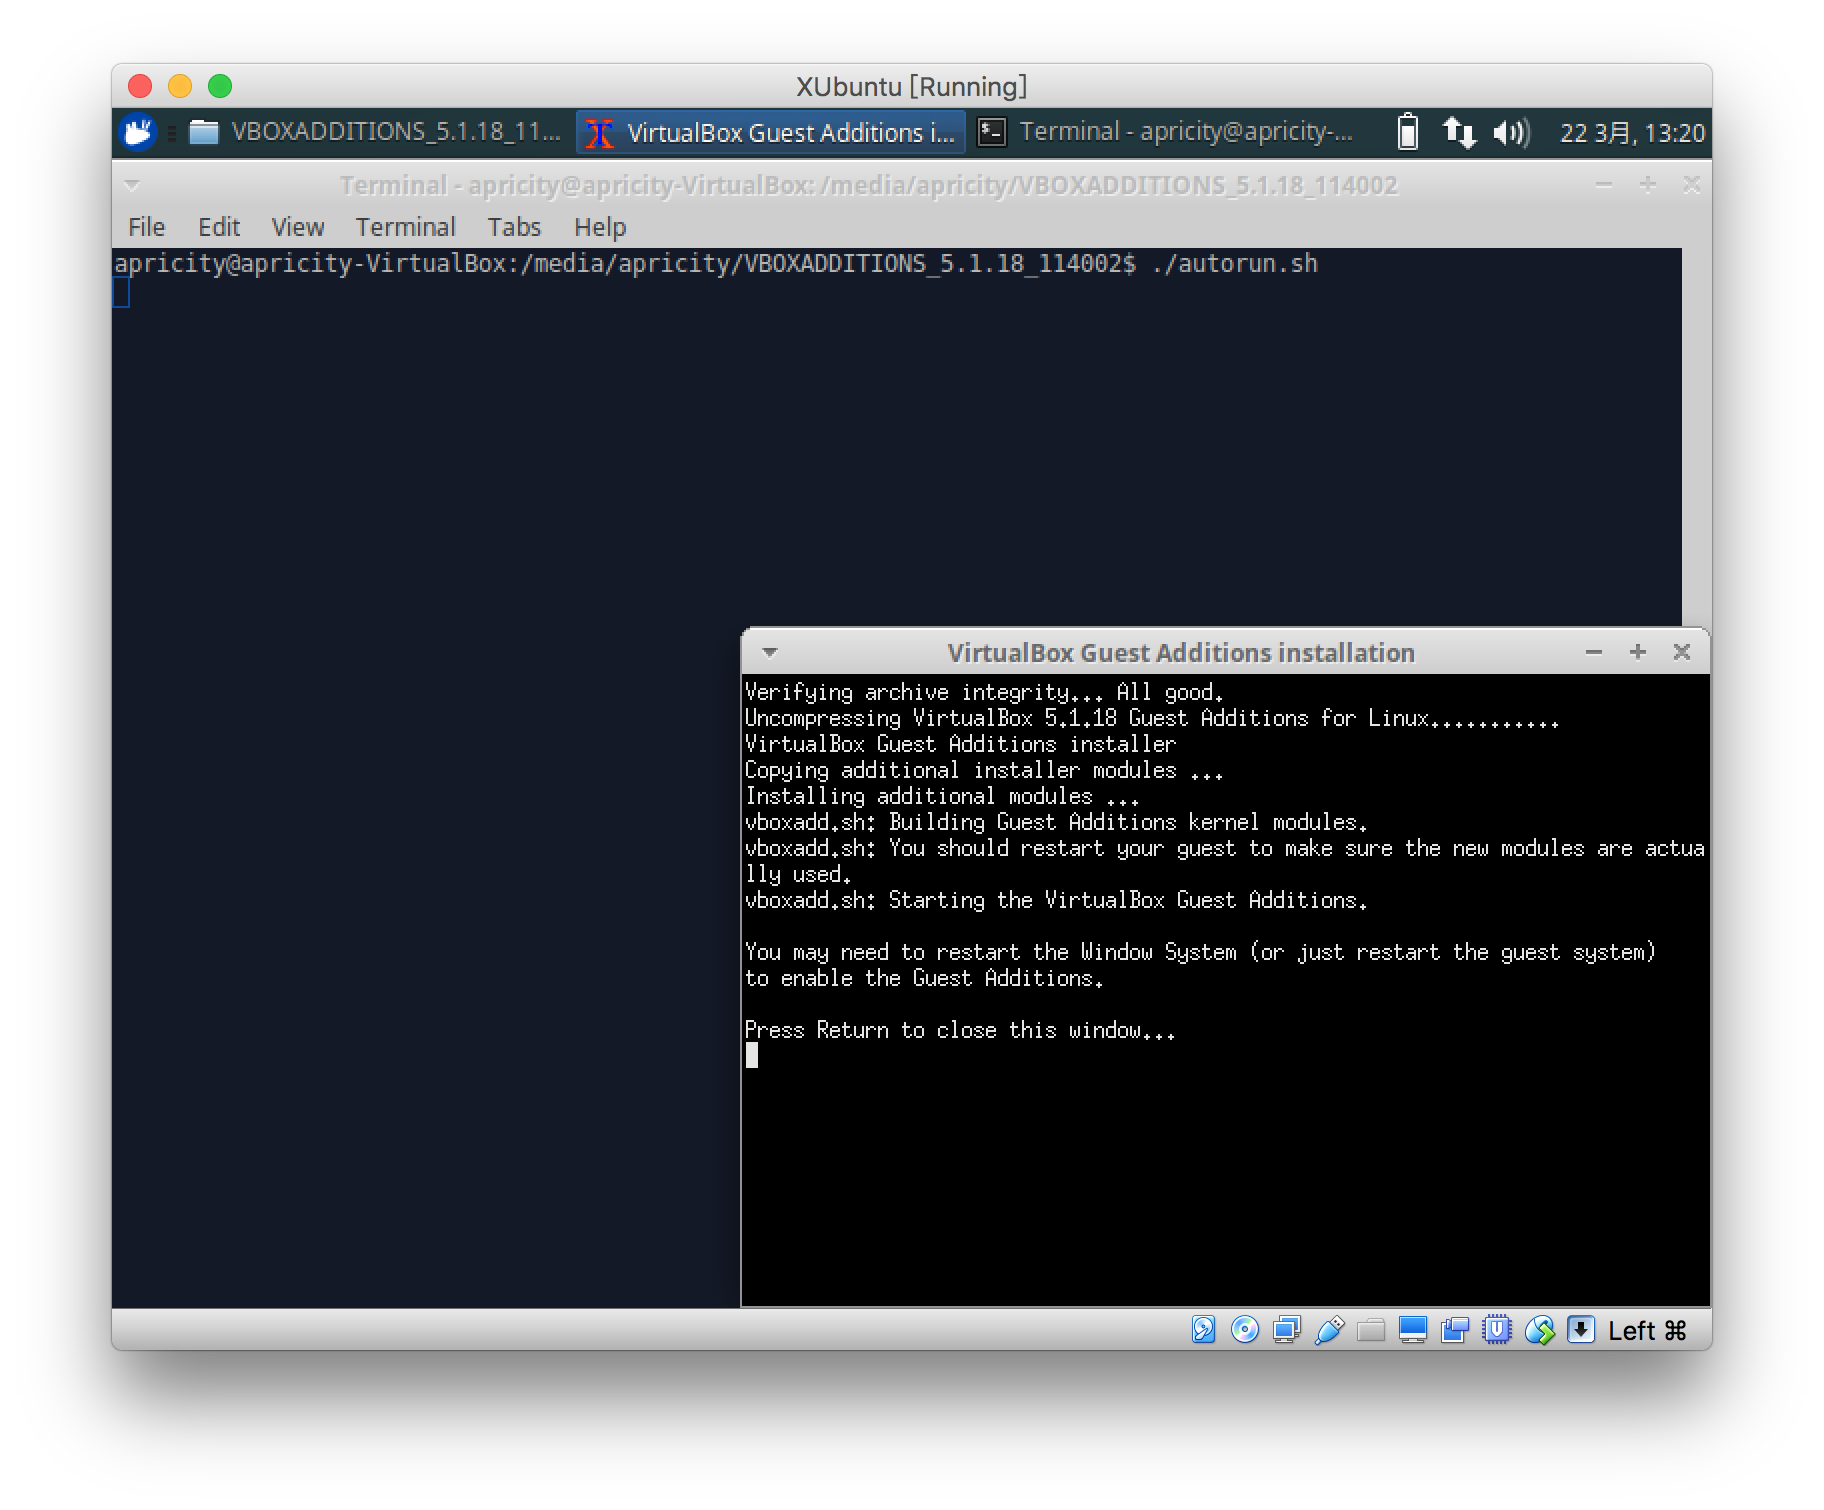 XUbuntu [Running]
VBOXADDITIONS_5.1.18_11... VirtualBox Guest Additions i... Terminal - apricity@apricity-... 22 3月, 13:20
Terminal - apricity@apricity-VirtualBox: /media/apricity/VBOXADDITIONS_5.1.18_114002
File Edit View Terminal Tabs Help
apricity@apricity-VirtualBox:/media/apricity/VBOXADDITIONS_5.1.18_114002$ ./autorun.sh
VirtualBox Guest Additions installation
Verifying archive integrity... All good.
Uncompressing VirtualBox 5.1.18 Guest Additions for Linux...........
VirtualBox Guest Additions installer
Copying additional installer modules ...
Installing additional modules ...
vboxadd.sh: Building Guest Additions kernel modules.
vboxadd.sh: You should restart your guest to make sure the new modules are actua
lly used.
vboxadd.sh: Starting the VirtualBox Guest Additions.
You may need to restart the Window System (or just restart the guest system)
to enable the Guest Additions.
Press Return to close this window...
Left ⌘